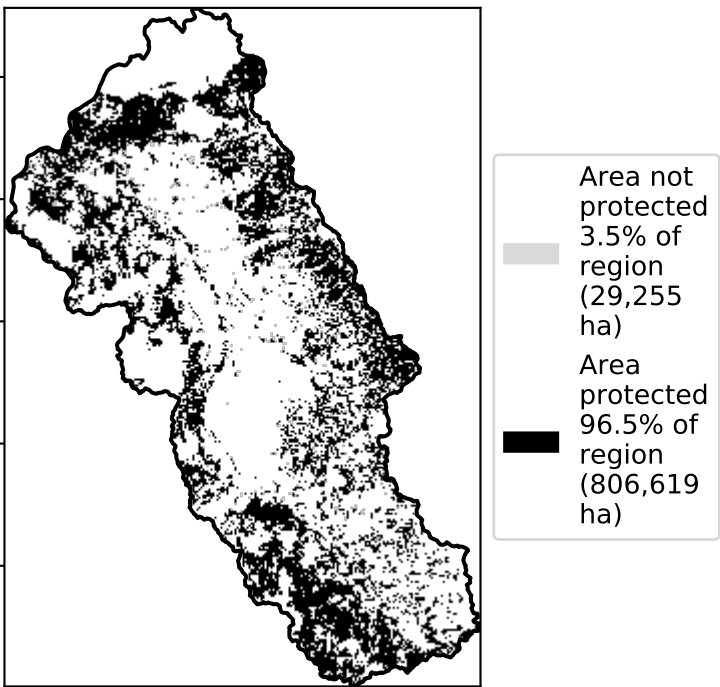 Area not
protected
3.5% of
region
(29,255
ha)
Area
protected
96.5% of
region
(806,619
ha)